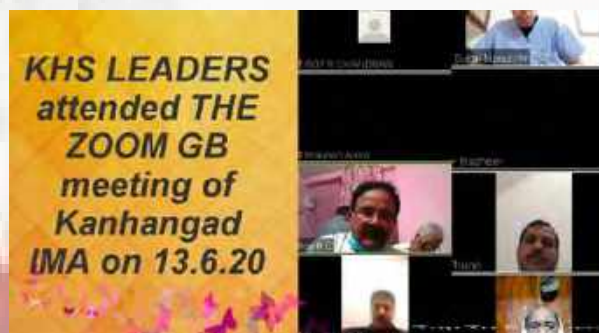 KHS LEADERS
attended THE
ZOOM GB
meeting of
Kanhangad
IMA on 13.6.20